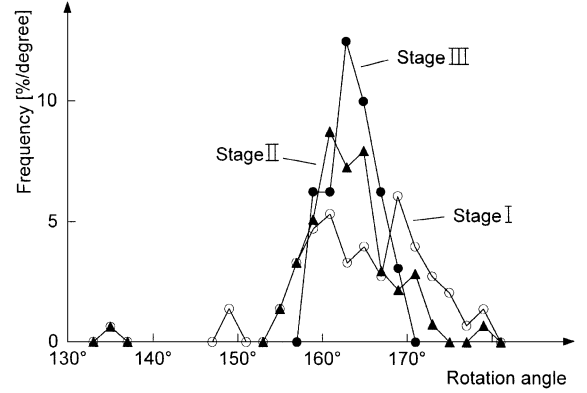 Frequency [%/degree]
10
5
0
Stage III
Stage II
Stage I
130° 140° 150° 160° 170°
Rotation angle